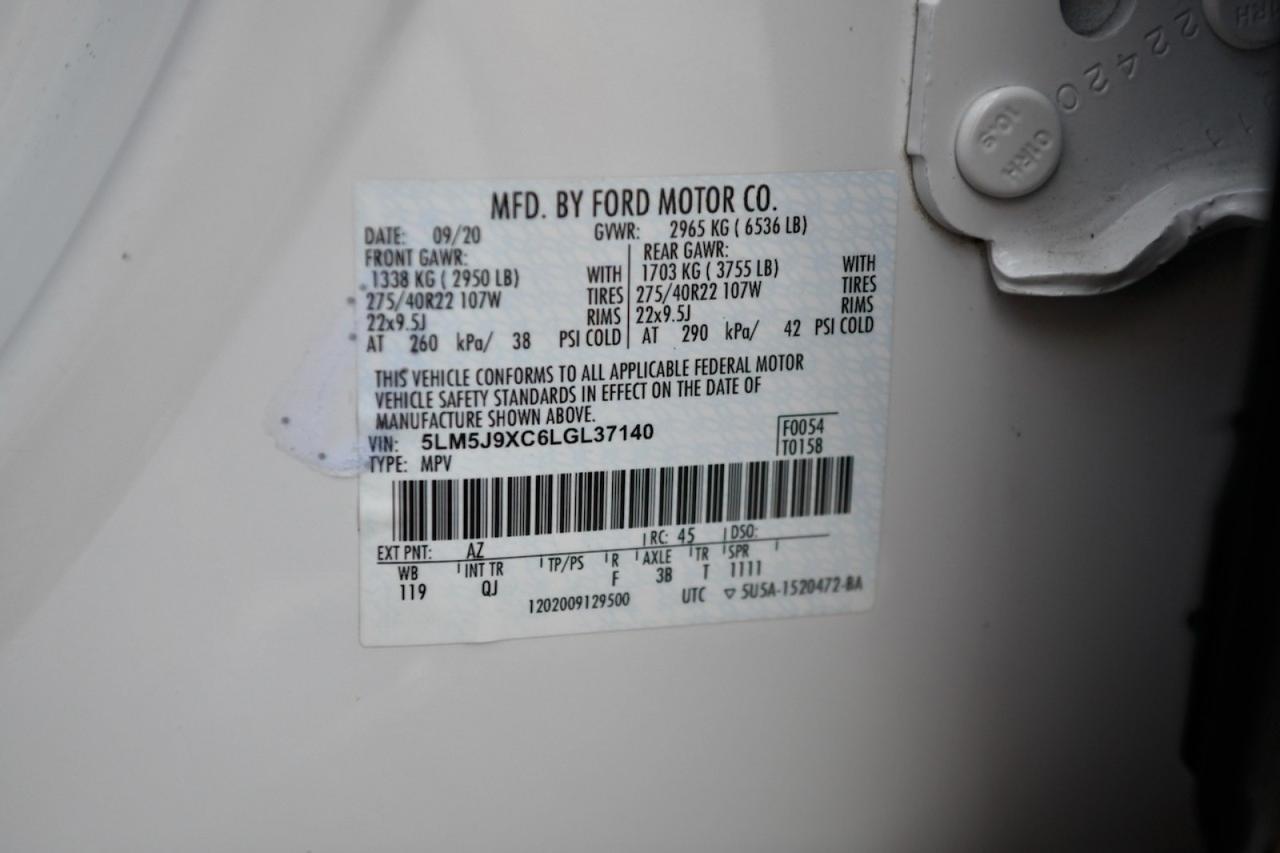 MFD. BY FORD MOTOR CO.
DATE: 09/20 GVWR: 2965 KG ( 6536 LB)
FRONT GAWR: REAR GAWR:
1338 KG ( 2950 LB) WITH 1703 KG ( 3755 LB) WITH
275/40R22 107W TIRES 275/40R22 107W TIRES
22x9.5J RIMS 22x9.5J RIMS
AT 260 kPa/ 38 PSI COLD AT 290 kPa/ 42 PSI COLD
THIS VEHICLE CONFORMS TO ALL APPLICABLE FEDERAL MOTOR
VEHICLE SAFETY STANDARDS IN EFFECT ON THE DATE OF
MANUFACTURE SHOWN ABOVE.
VIN: 5LM5J9XC6LGL37140 F0054
TYPE: MPV T0158
EXT PNT: AZ RC: 45 DSO:
WB INT TR TP/PS R AXLE TR SPR
119 QJ F 3B T 1111
1202009129500 UTC ▽ 5U5A-1520472-BA
22420
10.9
01RH